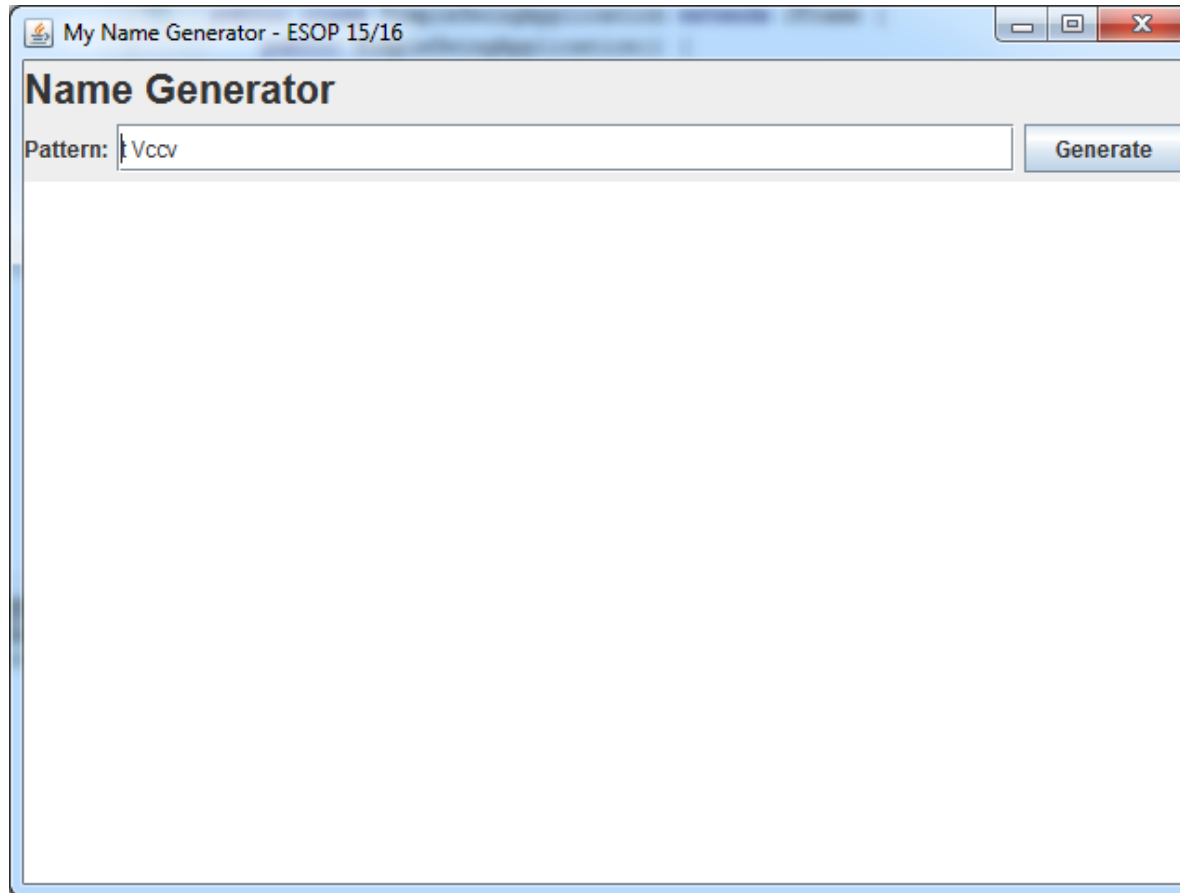 My Name Generator - ESOP 15/16
Name Generator
Pattern: t Vccv Generate